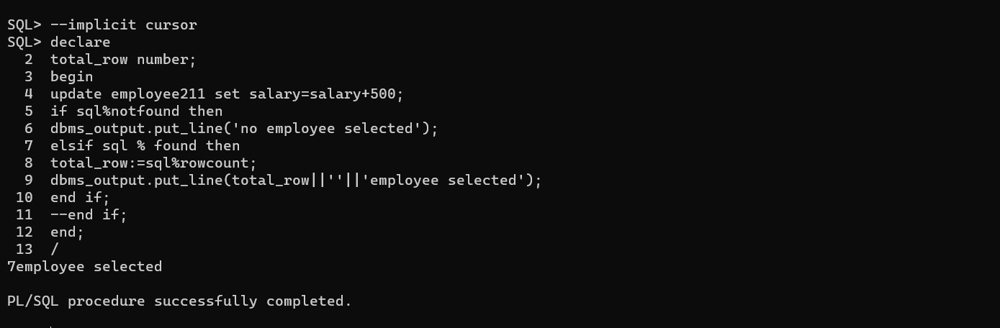 SQL> --implicit cursor
SQL> declare
  2  total_row number;
  3  begin
  4  update employee211 set salary=salary+500;
  5  if sql%notfound then
  6  dbms_output.put_line('no employee selected');
  7  elsif sql % found then
  8  total_row:=sql%rowcount;
  9  dbms_output.put_line(total_row||''||'employee selected');
 10  end if;
 11  --end if;
 12  end;
 13  /
7employee selected
PL/SQL procedure successfully completed.